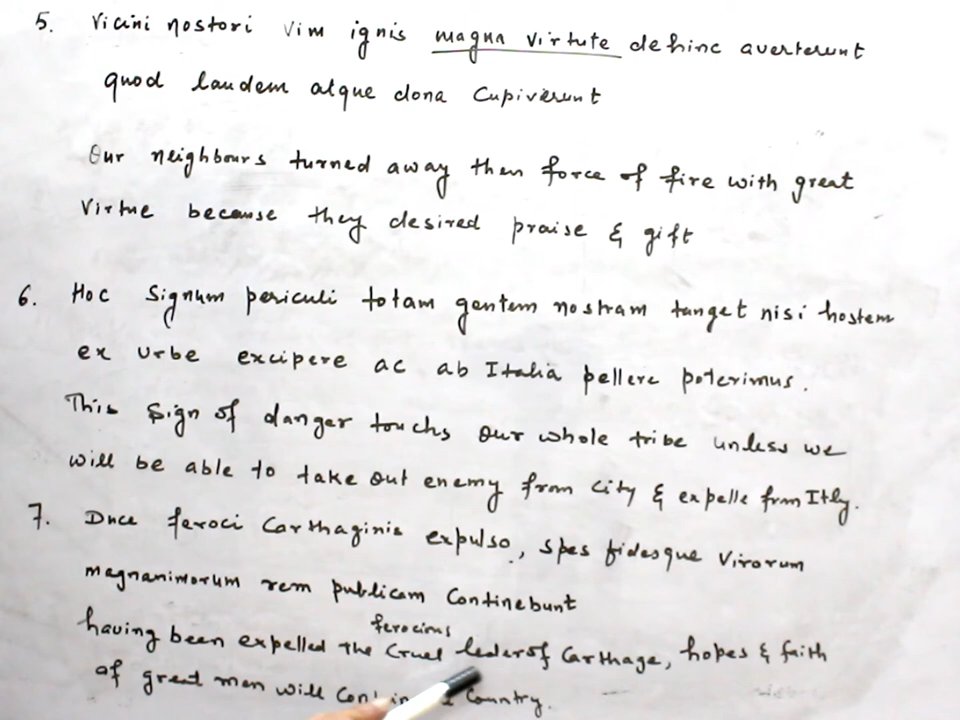 5. Vicini nostori vim ignis magna virtute dehinc averterunt
quod laudem atque dona cupiverunt
Our neighbours turned away then force of fire with great
virtue because they desired praise & gift
6. Hoc signum periculi totam gentem nostram tanget nisi hostem
ex urbe excipere ac ab Italia pellere poterimus.
This sign of danger touchs our whole tribe unless we
will be able to take out enemy from city & expelle from Itly.
7. Duce feroci Carthaginis expulso, spes fidesque virorum
magnanimorum rem publicam continebunt
ferocius
having been expelled the cruel leder of Carthage, hopes & faith
of great men will country.